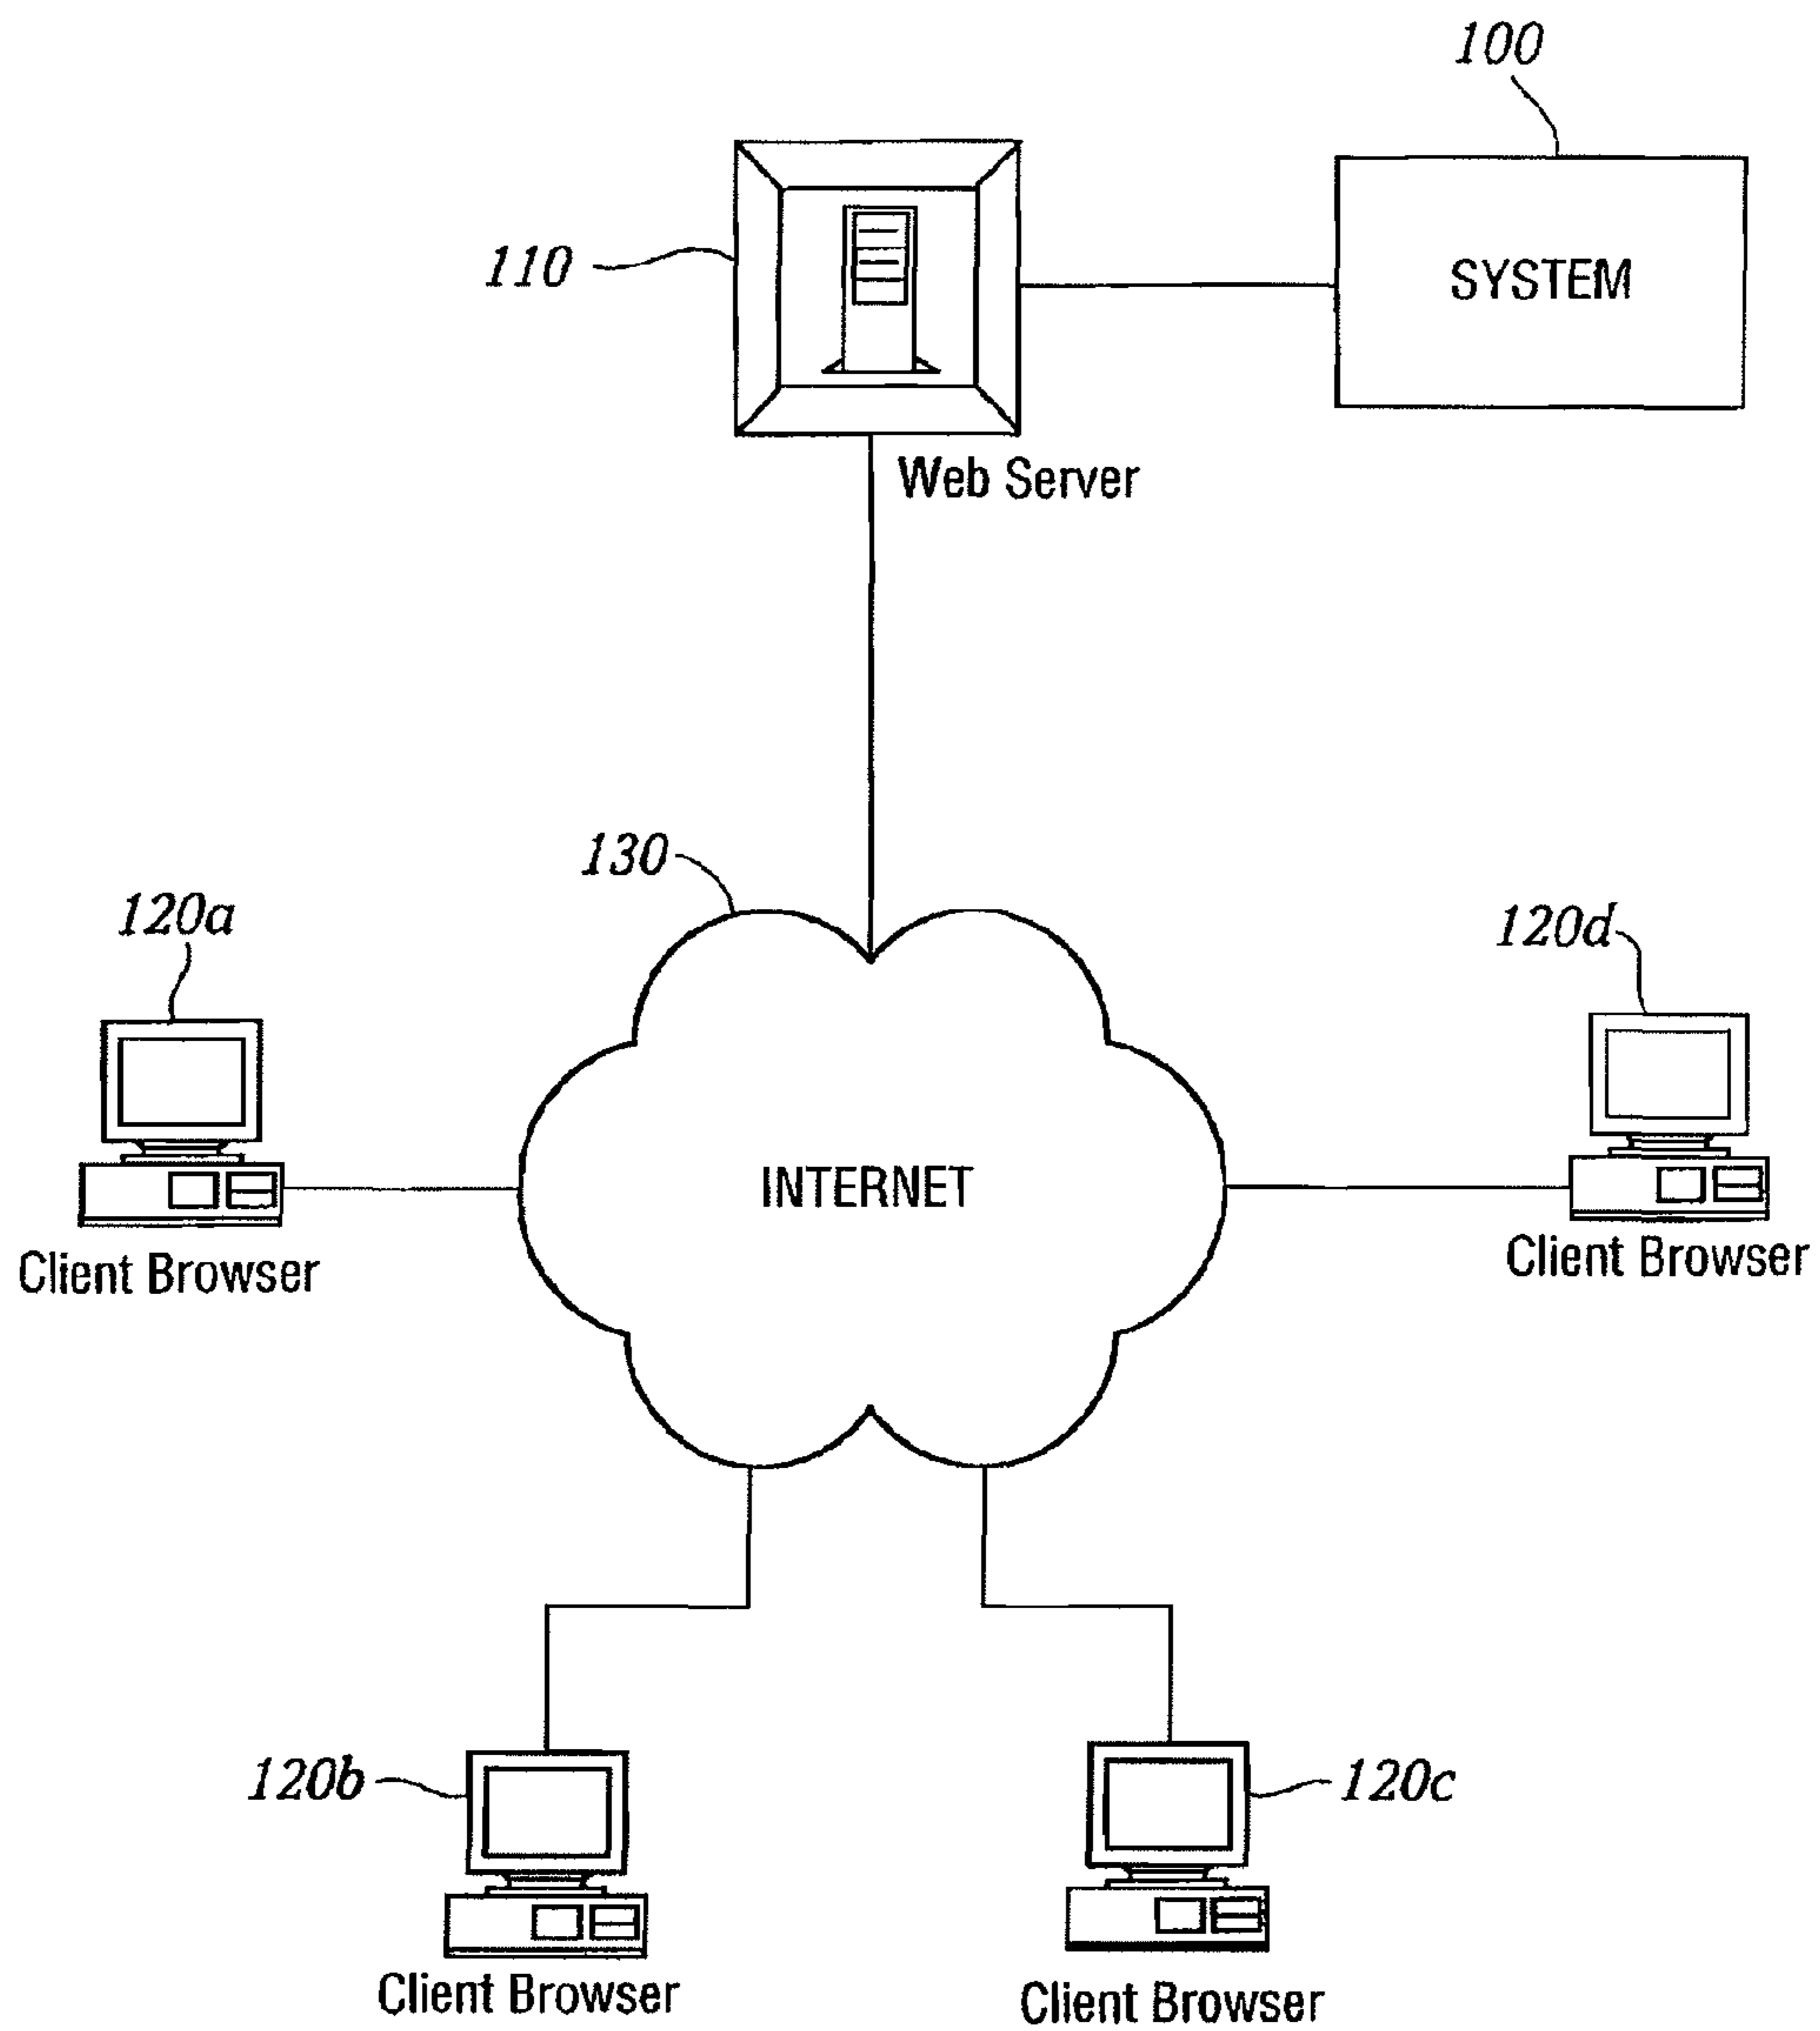 100
110
SYSTEM
Web Server
130
120a
120d
INTERNET
Client Browser
Client Browser
120b
120c
Client Browser
Client Browser